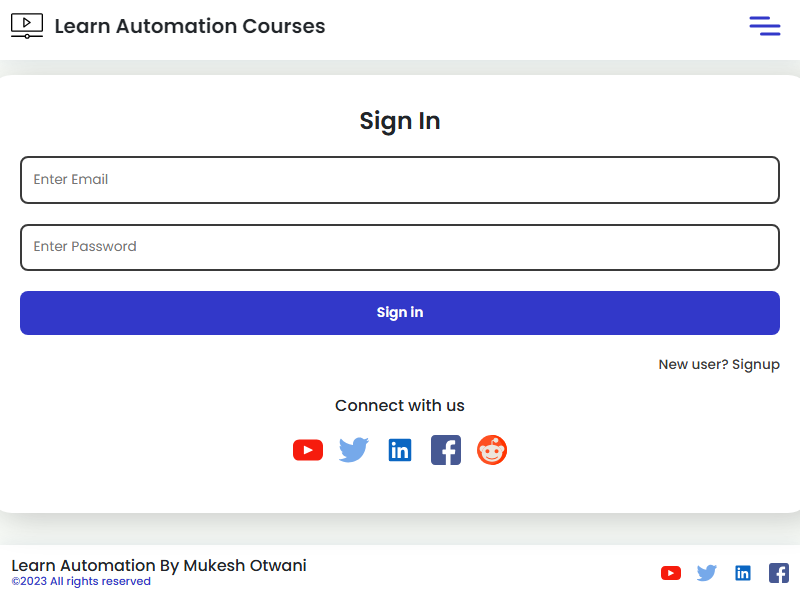 Learn Automation Courses
Sign In
Enter Email
Enter Password
Sign in
New user? Signup
Connect with us
Learn Automation By Mukesh Otwani
©2023 All rights reserved